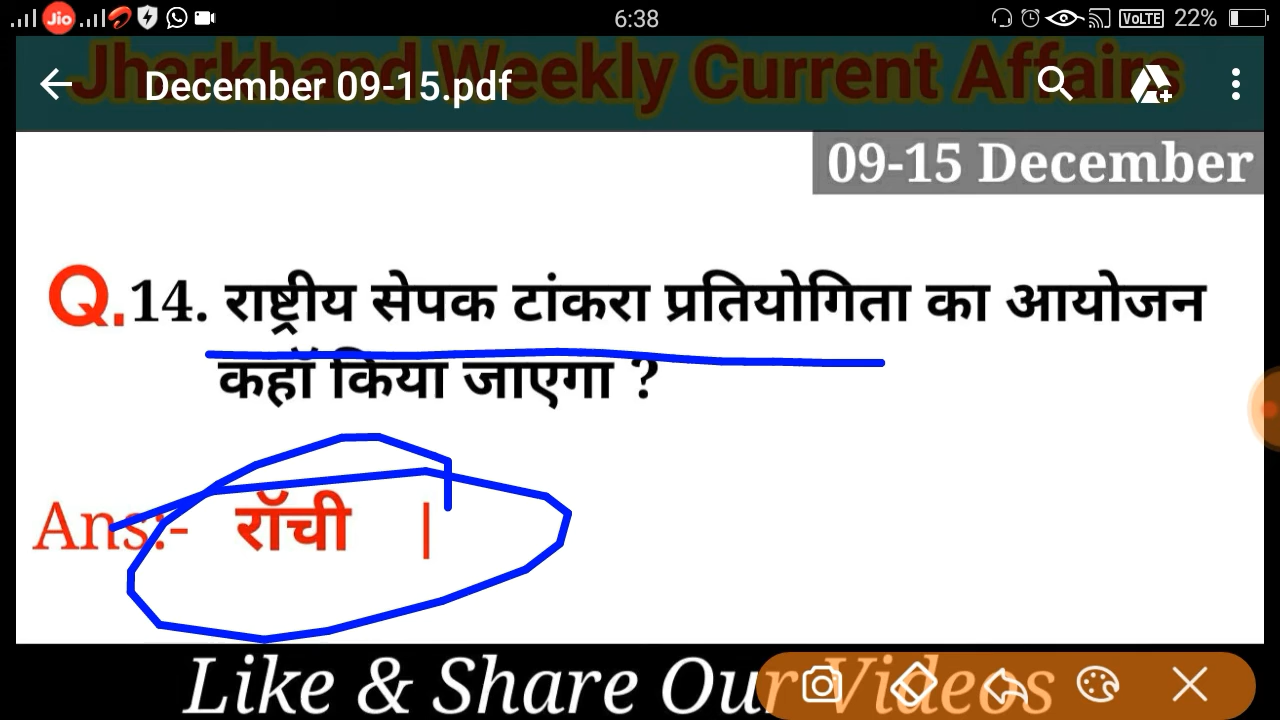 Jio 6:38 VoLTE 22%
Jharkhand Weekly Current Affairs
December 09-15.pdf
09-15 December
Q.14. राष्ट्रीय सेपक टांकरा प्रतियोगिता का आयोजन
कहाॅं किया जाएगा ?
Ans:- राॅची |
Like & Share Our Videos